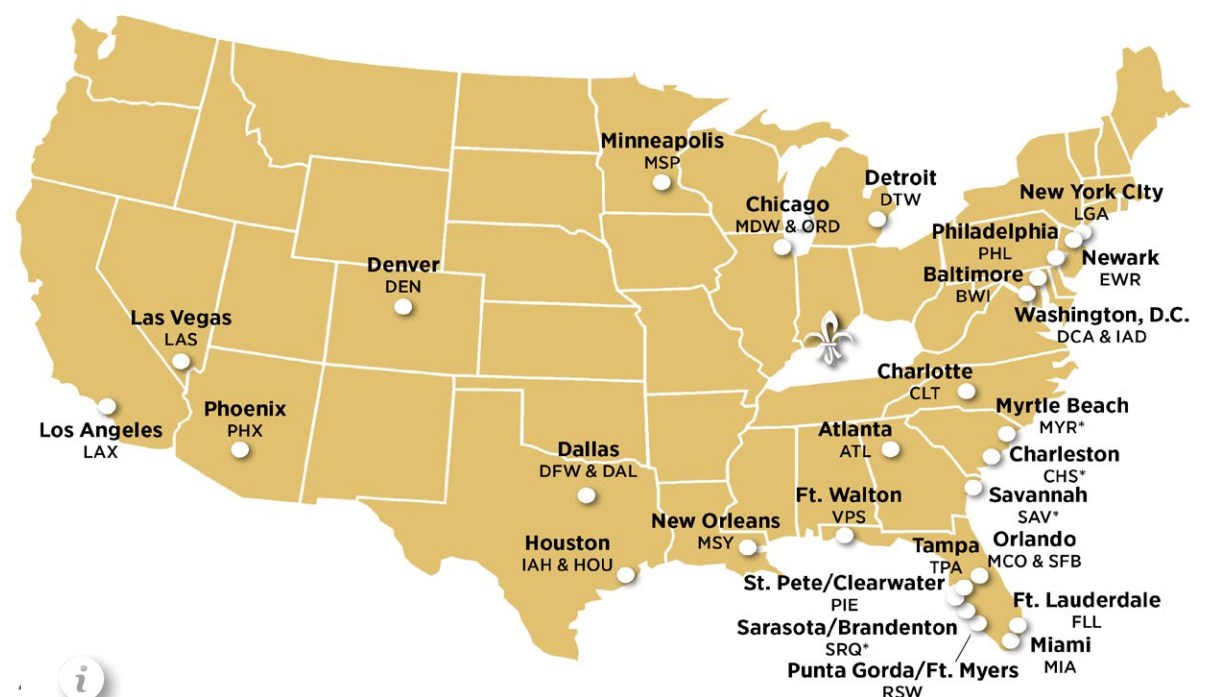 Minneapolis
MSP
Detroit
DTW
Chicago
MDW & ORD
New York CIty
LGA
Philadelphia
PHL
Newark
EWR
Baltimore
BWI
Washington, D.C.
DCA & IAD
Denver
DEN
Las Vegas
LAS
Los Angeles
LAX
Phoenix
PHX
Charlotte
CLT
Myrtle Beach
MYR*
Atlanta
ATL
Charleston
CHS*
Dallas
DFW & DAL
Savannah
SAV*
Ft. Walton
VPS
New Orleans
MSY
Houston
IAH & HOU
Tampa
TPA
Orlando
MCO & SFB
St. Pete/Clearwater
PIE
Ft. Lauderdale
FLL
Sarasota/Brandenton
SRQ*
Miami
MIA
Punta Gorda/Ft. Myers
RSW
i